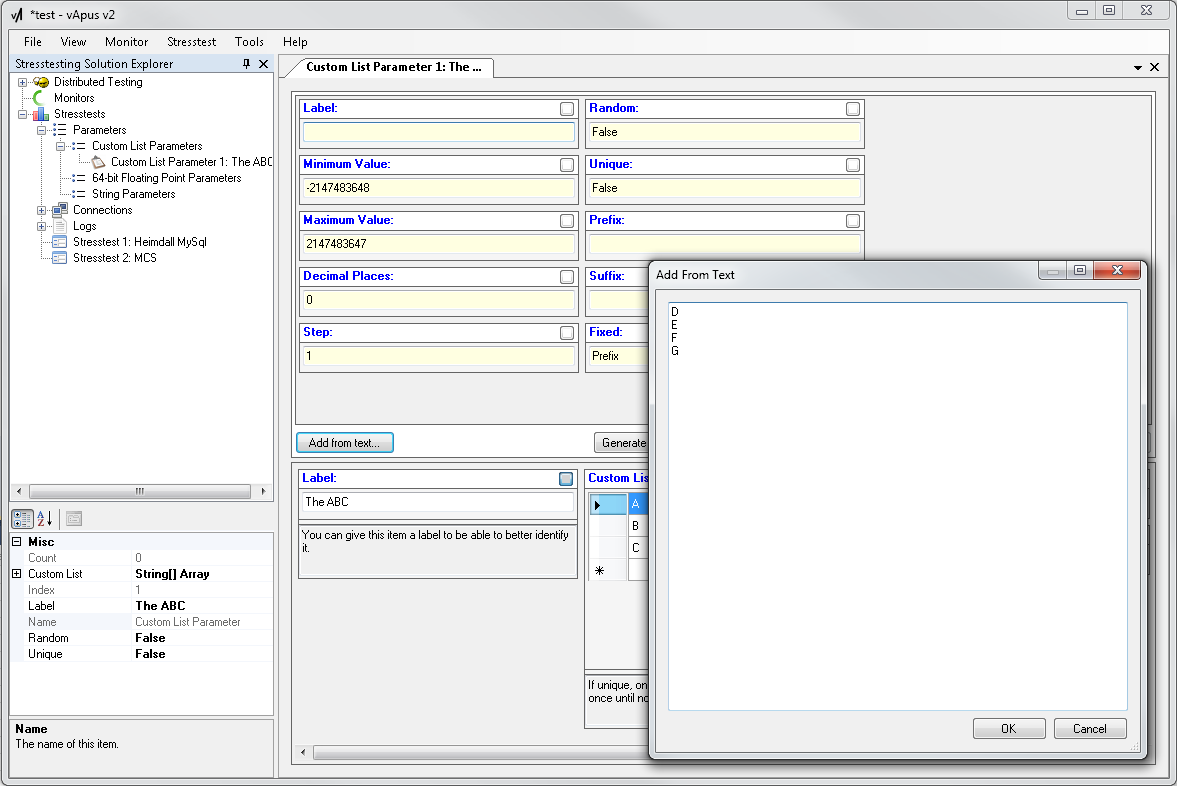 *test - vApus v2
File View Monitor Stresstest Tools Help
Stresstesting Solution Explorer
Distributed Testing
Monitors
Stresstests
Parameters
Custom List Parameters
Custom List Parameter 1: The ABC
64-bit Floating Point Parameters
String Parameters
Connections
Logs
Stresstest 1: Heimdall MySql
Stresstest 2: MCS
Misc
Count 0
Custom List String[] Array
Index 1
Label The ABC
Name Custom List Parameter
Random False
Unique False
Name
The name of this item.
Custom List Parameter 1: The ...
Label:
Random:
False
Minimum Value:
-2147483648
Unique:
False
Maximum Value:
2147483647
Prefix:
Decimal Places:
0
Suffix:
Step:
1
Fixed:
Prefix
Add from text...
Generate
Label:
The ABC
You can give this item a label to be able to better identify
it.
Custom Lis
A
B
C
If unique, on
once until no
Add From Text
D
E
F
G
OK Cancel